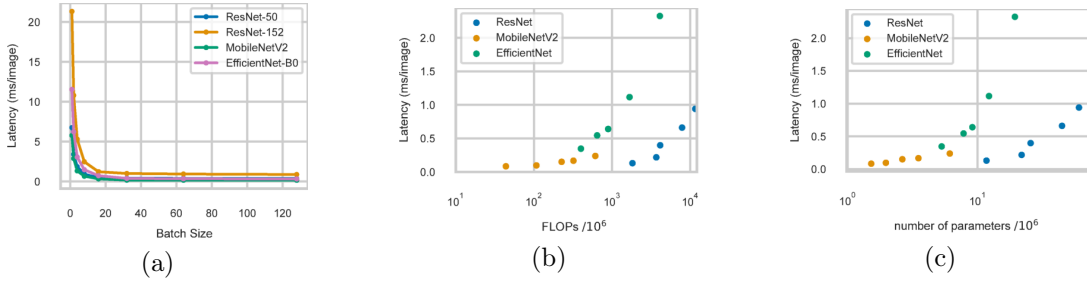 Latency (ms/image)
20
15
10
5
0
ResNet-50
ResNet-152
MobileNetV2
EfficientNet-B0
0 20 40 60 80 100 120
Batch Size
(a)
Latency (ms/image)
2.0
1.5
1.0
0.5
0.0
ResNet
MobileNetV2
EfficientNet
10^1 10^2 10^3 10^4
FLOPs /10^6
(b)
Latency (ms/image)
2.0
1.5
1.0
0.5
0.0
ResNet
MobileNetV2
EfficientNet
10^0 10^1
number of parameters /10^6
(c)